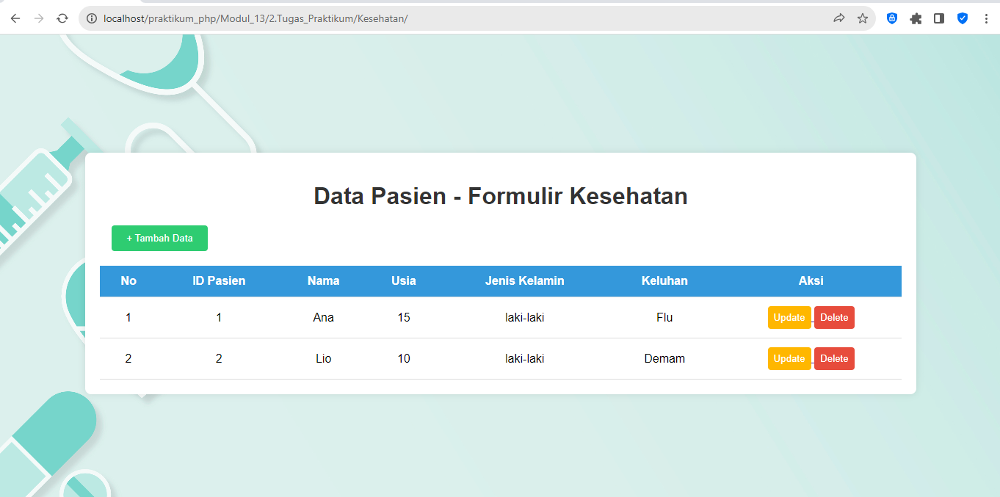 localhost/praktikum_php/Modul_13/2.Tugas_Praktikum/Kesehatan/
Data Pasien - Formulir Kesehatan
+ Tambah Data
No ID Pasien Nama Usia Jenis Kelamin Keluhan Aksi
1 1 Ana 15 laki-laki Flu Update Delete
2 2 Lio 10 laki-laki Demam Update Delete